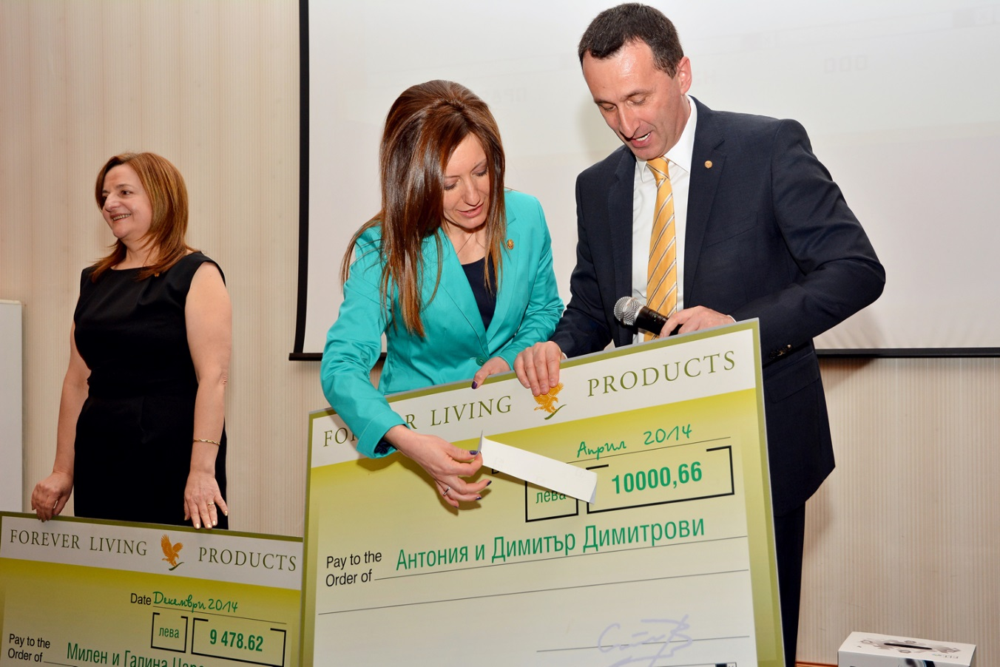 FOREVER LIVING PRODUCTS
Април 2014
лева 10000,66
Pay to the Антония и Димитър Димитрови
Order of
FOREVER LIVING PRODUCTS
Date Декември 2014
лева 9 478.62
Pay to the
Order of Милен и Галина